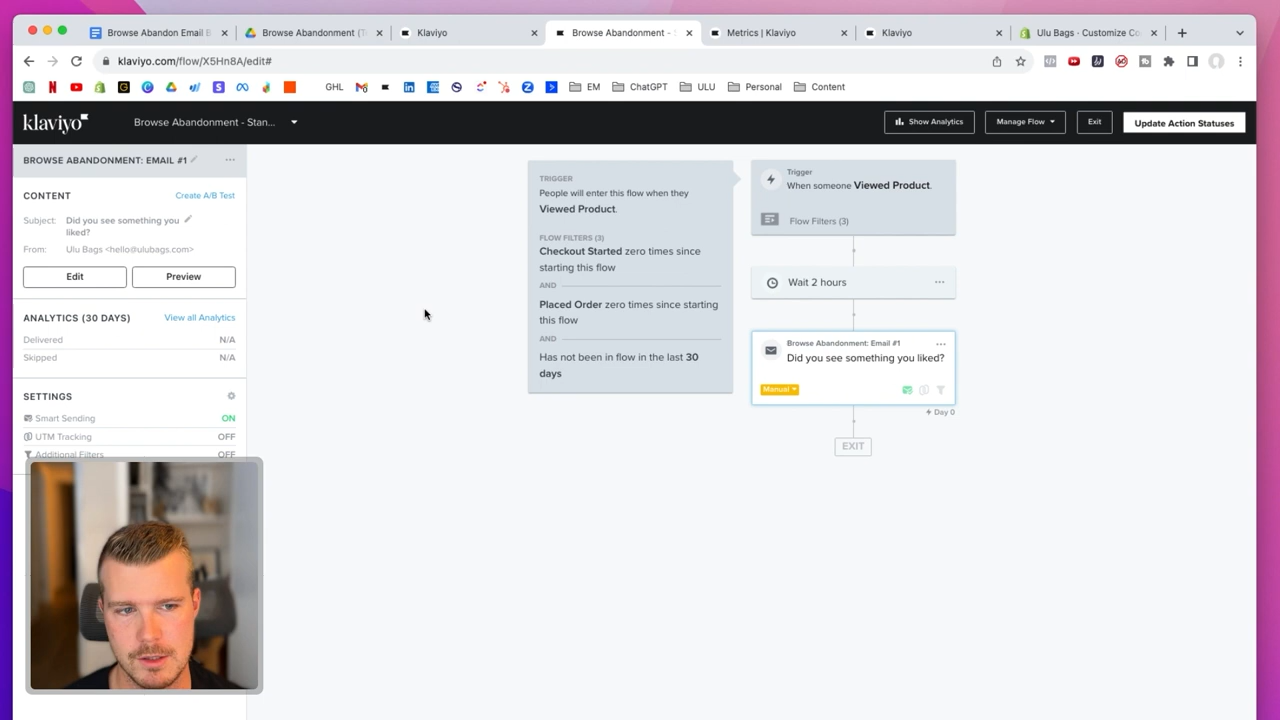 Browse Abandon Email B
Browse Abandonment (T
Klaviyo
Browse Abandonment - S
Metrics | Klaviyo
Klaviyo
Ulu Bags · Customize Co
klaviyo.com/flow/X5Hn8A/edit#
GHL
EM
ChatGPT
ULU
Personal
Content
klaviyo
Browse Abandonment - Stan...
Show Analytics
Manage Flow
Exit
Update Action Statuses
BROWSE ABANDONMENT: EMAIL #1
CONTENT
Create A/B Test
Subject: Did you see something you
liked?
From: Ulu Bags <hello@ulubags.com>
Edit
Preview
ANALYTICS (30 DAYS)
View all Analytics
Delivered N/A
Skipped N/A
SETTINGS
Smart Sending ON
UTM Tracking OFF
Additional Filters OFF
TRIGGER
People will enter this flow when they
Viewed Product.
FLOW FILTERS (3)
Checkout Started zero times since
starting this flow
AND
Placed Order zero times since starting
this flow
AND
Has not been in flow in the last 30
days
Trigger
When someone Viewed Product.
Flow Filters (3)
Wait 2 hours
Browse Abandonment: Email #1
Did you see something you liked?
Manual
Day 0
EXIT